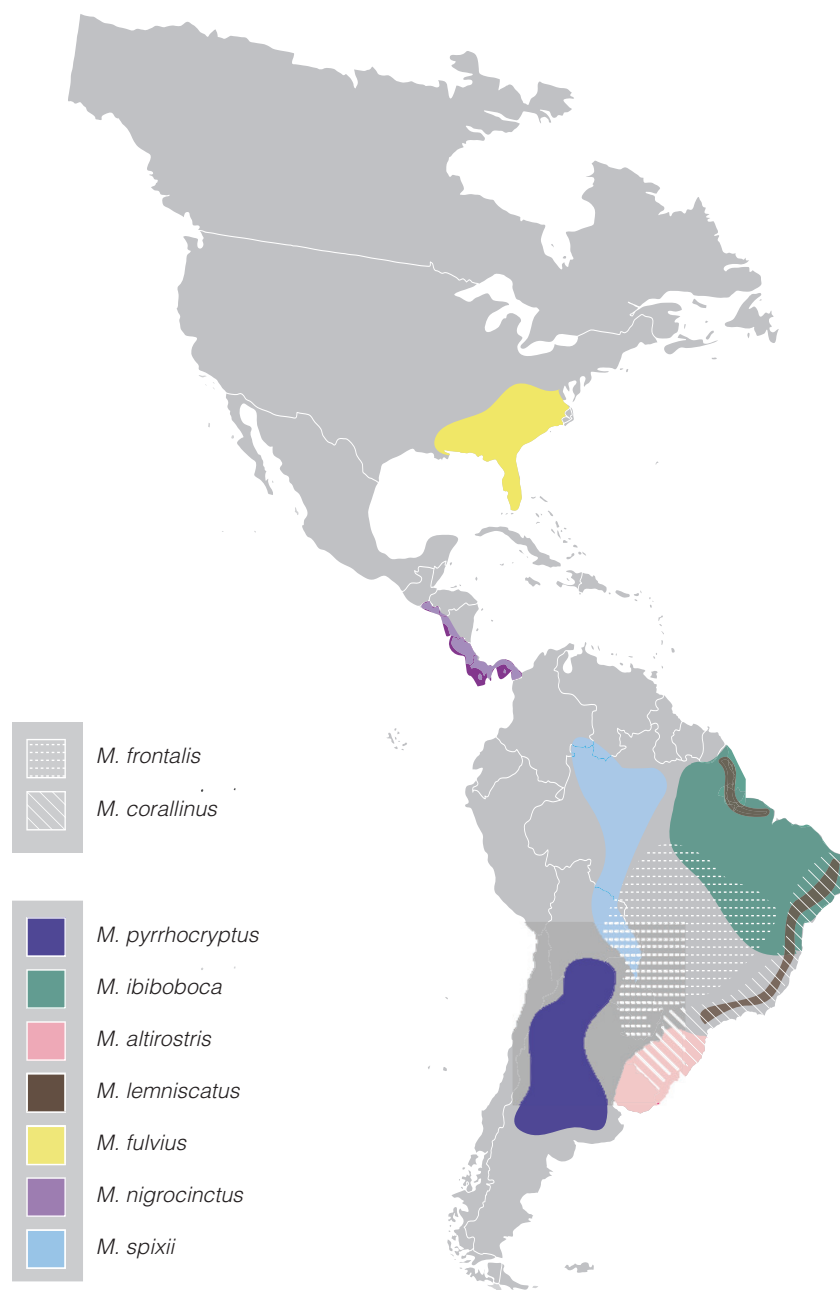 M. frontalis
M. corallinus
M. pyrrhocryptus
M. ibiboboca
M. altirostris
M. lemniscatus
M. fulvius
M. nigrocinctus
M. spixii